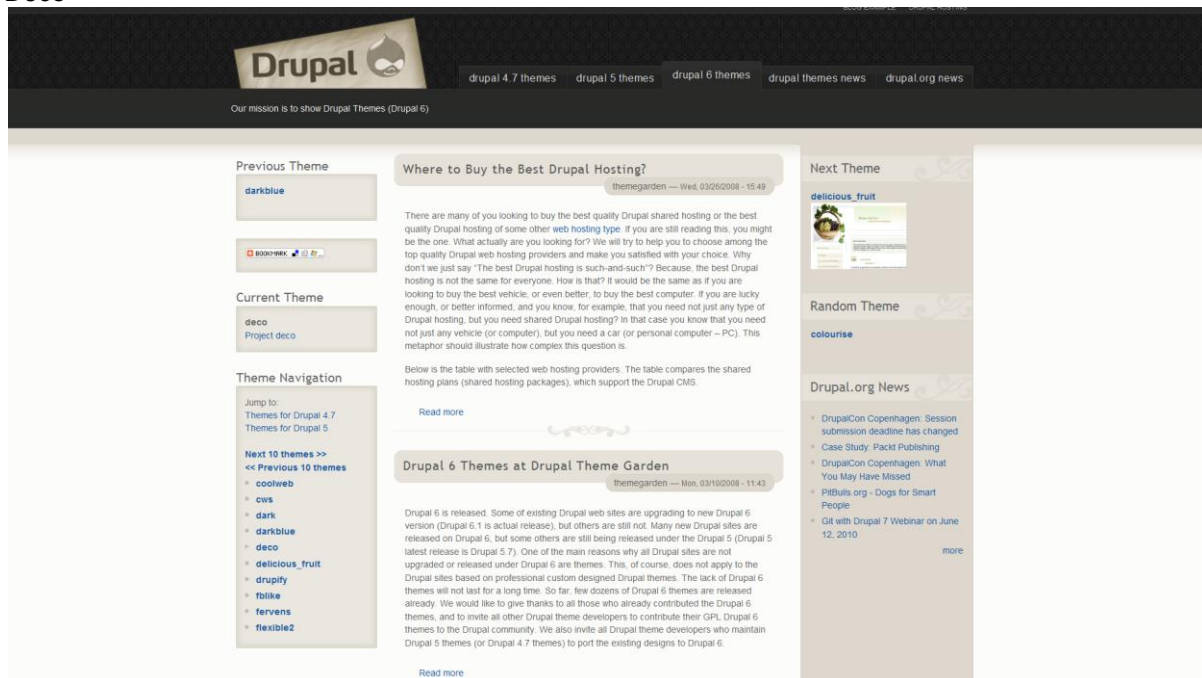 Deco
BLOG EXAMPLE DRUPAL HOSTING
Drupal
drupal 4.7 themes drupal 5 themes drupal 6 themes drupal themes news drupal.org news
Our mission is to show Drupal Themes (Drupal 6)
Previous Theme
darkblue
BOOKMARK
Current Theme
deco
Project deco
Theme Navigation
Jump to:
Themes for Drupal 4.7
Themes for Drupal 5
Next 10 themes >>
<< Previous 10 themes
coolweb
cws
dark
darkblue
deco
delicious_fruit
drupify
fblike
fervens
flexible2
Where to Buy the Best Drupal Hosting?
themegarden — Wed, 03/26/2008 - 15:49
There are many of you looking to buy the best quality Drupal shared hosting or the best
quality Drupal hosting of some other web hosting type. If you are still reading this, you might
be the one. What actually are you looking for? We will try to help you to choose among the
top quality Drupal web hosting providers and make you satisfied with your choice. Why
don't we just say "The best Drupal hosting is such-and-such"? Because, the best Drupal
hosting is not the same for everyone. How is that? It would be the same as if you are
looking to buy the best vehicle, or even better, to buy the best computer. If you are lucky
enough, or better informed, and you know, for example, that you need not just any type of
Drupal hosting, but you need shared Drupal hosting? In that case you know that you need
not just any vehicle (or computer), but you need a car (or personal computer – PC). This
metaphor should illustrate how complex this question is.
Below is the table with selected web hosting providers. The table compares the shared
hosting plans (shared hosting packages), which support the Drupal CMS.
Read more
Drupal 6 Themes at Drupal Theme Garden
themegarden — Mon, 03/10/2008 - 11:43
Drupal 6 is released. Some of existing Drupal web sites are upgrading to new Drupal 6
version (Drupal 6.1 is actual release), but others are still not. Many new Drupal sites are
released on Drupal 6, but some others are still being released under the Drupal 5 (Drupal 5
latest release is Drupal 5.7). One of the main reasons why all Drupal sites are not
upgraded or released under Drupal 6 are themes. This, of course, does not apply to the
Drupal sites based on professional custom designed Drupal themes. The lack of Drupal 6
themes will not last for a long time. So far, few dozens of Drupal 6 themes are released
already. We would like to give thanks to all those who already contributed the Drupal 6
themes, and to invite all other Drupal theme developers to contribute their GPL Drupal 6
themes to the Drupal community. We also invite all Drupal theme developers who maintain
Drupal 5 themes (or Drupal 4.7 themes) to port the existing designs to Drupal 6.
Read more
Next Theme
delicious_fruit
Random Theme
colourise
Drupal.org News
DrupalCon Copenhagen: Session
submission deadline has changed
Case Study: Packt Publishing
DrupalCon Copenhagen: What
You May Have Missed
PitBulls.org - Dogs for Smart
People
Git with Drupal 7 Webinar on June
12, 2010
more